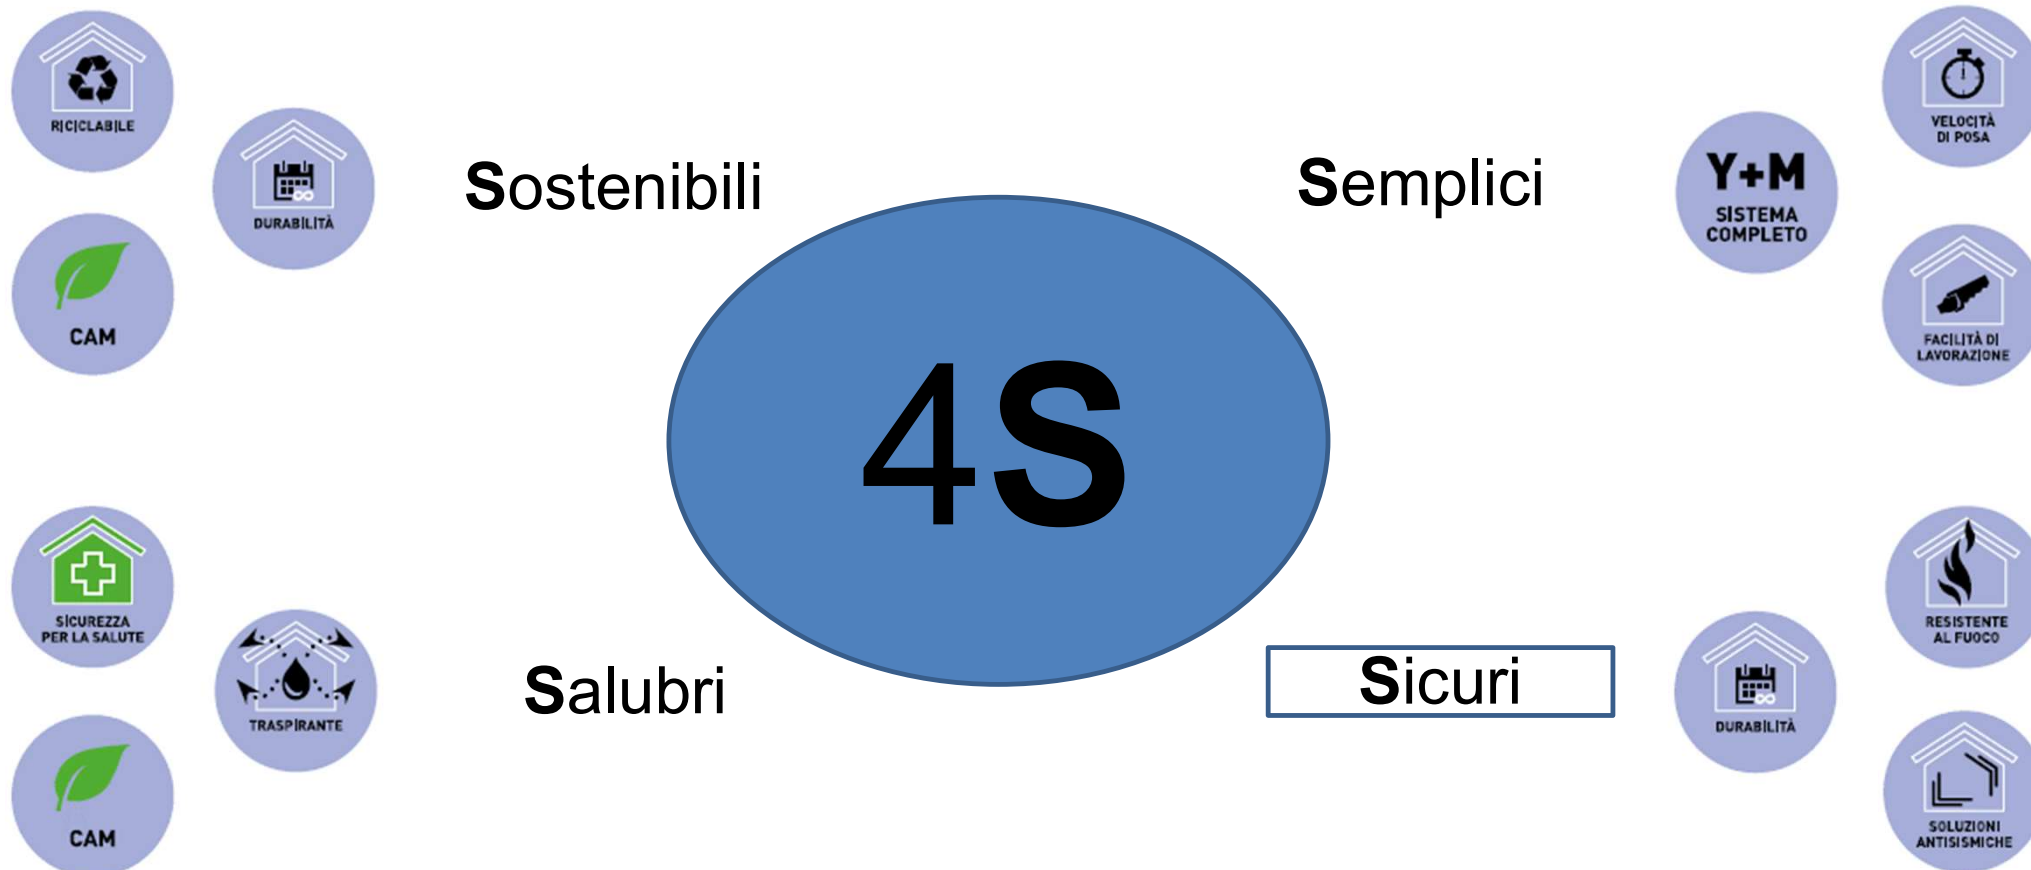 RICICLABILE
DURABILITÀ
CAM
Sostenibili
Semplici
Y+M
SISTEMA
COMPLETO
VELOCITÀ
DI POSA
FACILITÀ DI
LAVORAZIONE
4S
SICUREZZA
PER LA SALUTE
TRASPIRANTE
CAM
Salubri
Sicuri
DURABILITÀ
RESISTENTE
AL FUOCO
SOLUZIONI
ANTISISMICHE